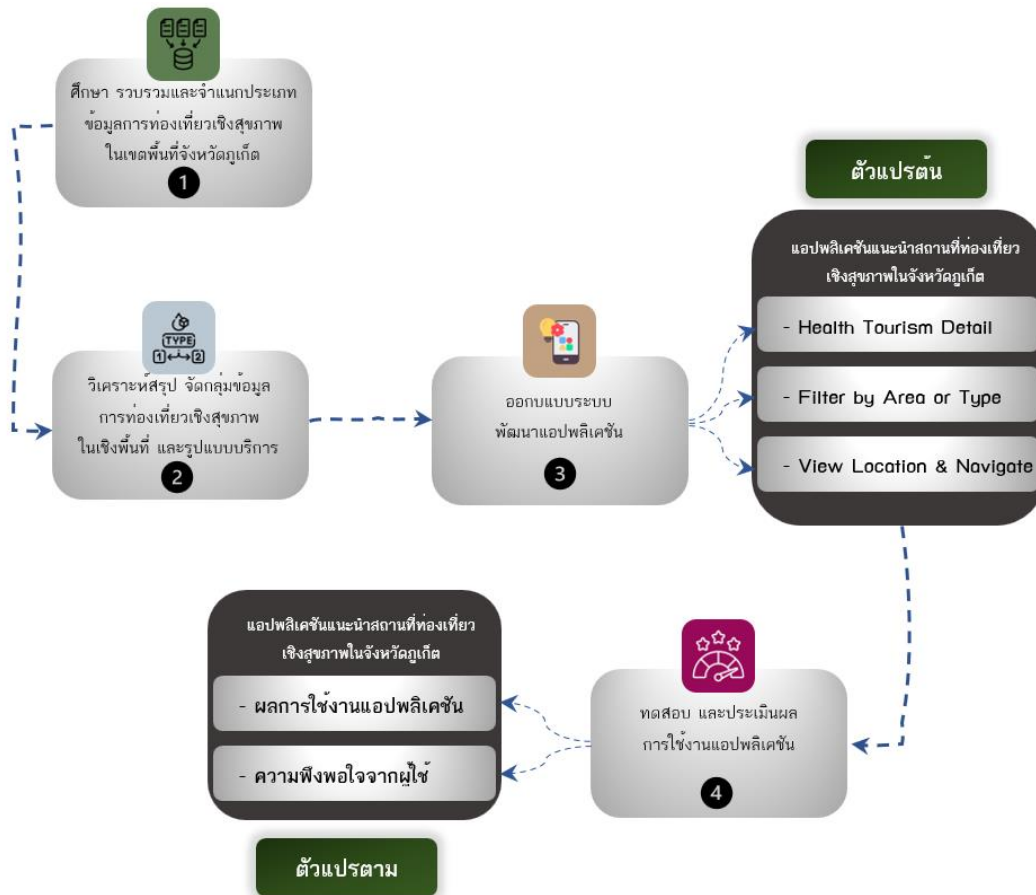 ศึกษา รวบรวมและจำแนกประเภท
ข้อมูลการท่องเที่ยวเชิงสุขภาพ
ในเขตพื้นที่จังหวัดภูเก็ต
1
TYPE
1 2
วิเคราะห์สรุป จัดกลุ่มข้อมูล
การท่องเที่ยวเชิงสุขภาพ
ในเชิงพื้นที่ และรูปแบบบริการ
2
ออกบแบบระบบ
พัฒนาแอปพลิเคชัน
3
ตัวแปรต้น
แอปพลิเคชันแนะนำสถานที่ท่องเที่ยว
เชิงสุขภาพในจังหวัดภูเก็ต
- Health Tourism Detail
- Filter by Area or Type
- View Location & Navigate
ทดสอบ และประเมินผล
การใช้งานแอปพลิเคชัน
4
แอปพลิเคชันแนะนำสถานที่ท่องเที่ยว
เชิงสุขภาพในจังหวัดภูเก็ต
- ผลการใช้งานแอปพลิเคชัน
- ความพึงพอใจจากผู้ใช้
ตัวแปรตาม